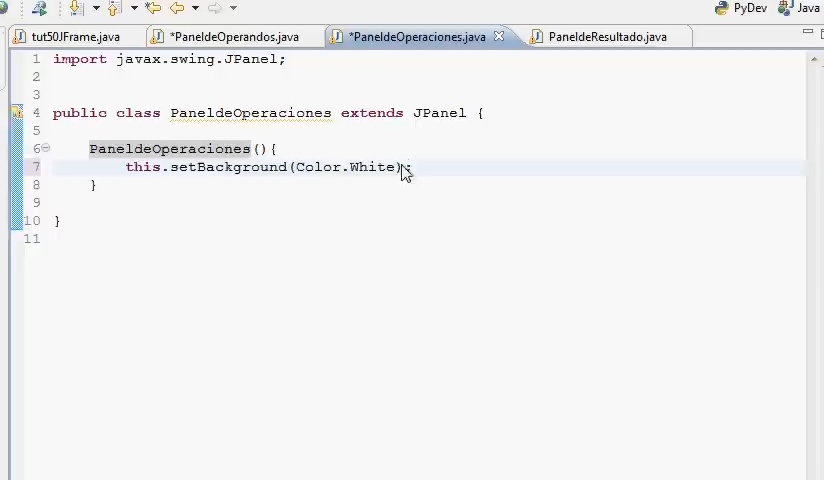 PyDev Java
tut50JFrame.java *PaneldeOperandos.java *PaneldeOperaciones.java PaneldeResultado.java
1 import javax.swing.JPanel;
2
3
4 public class PaneldeOperaciones extends JPanel {
5
6 PaneldeOperaciones(){
7 this.setBackground(Color.White);
8 }
9
10 }
11